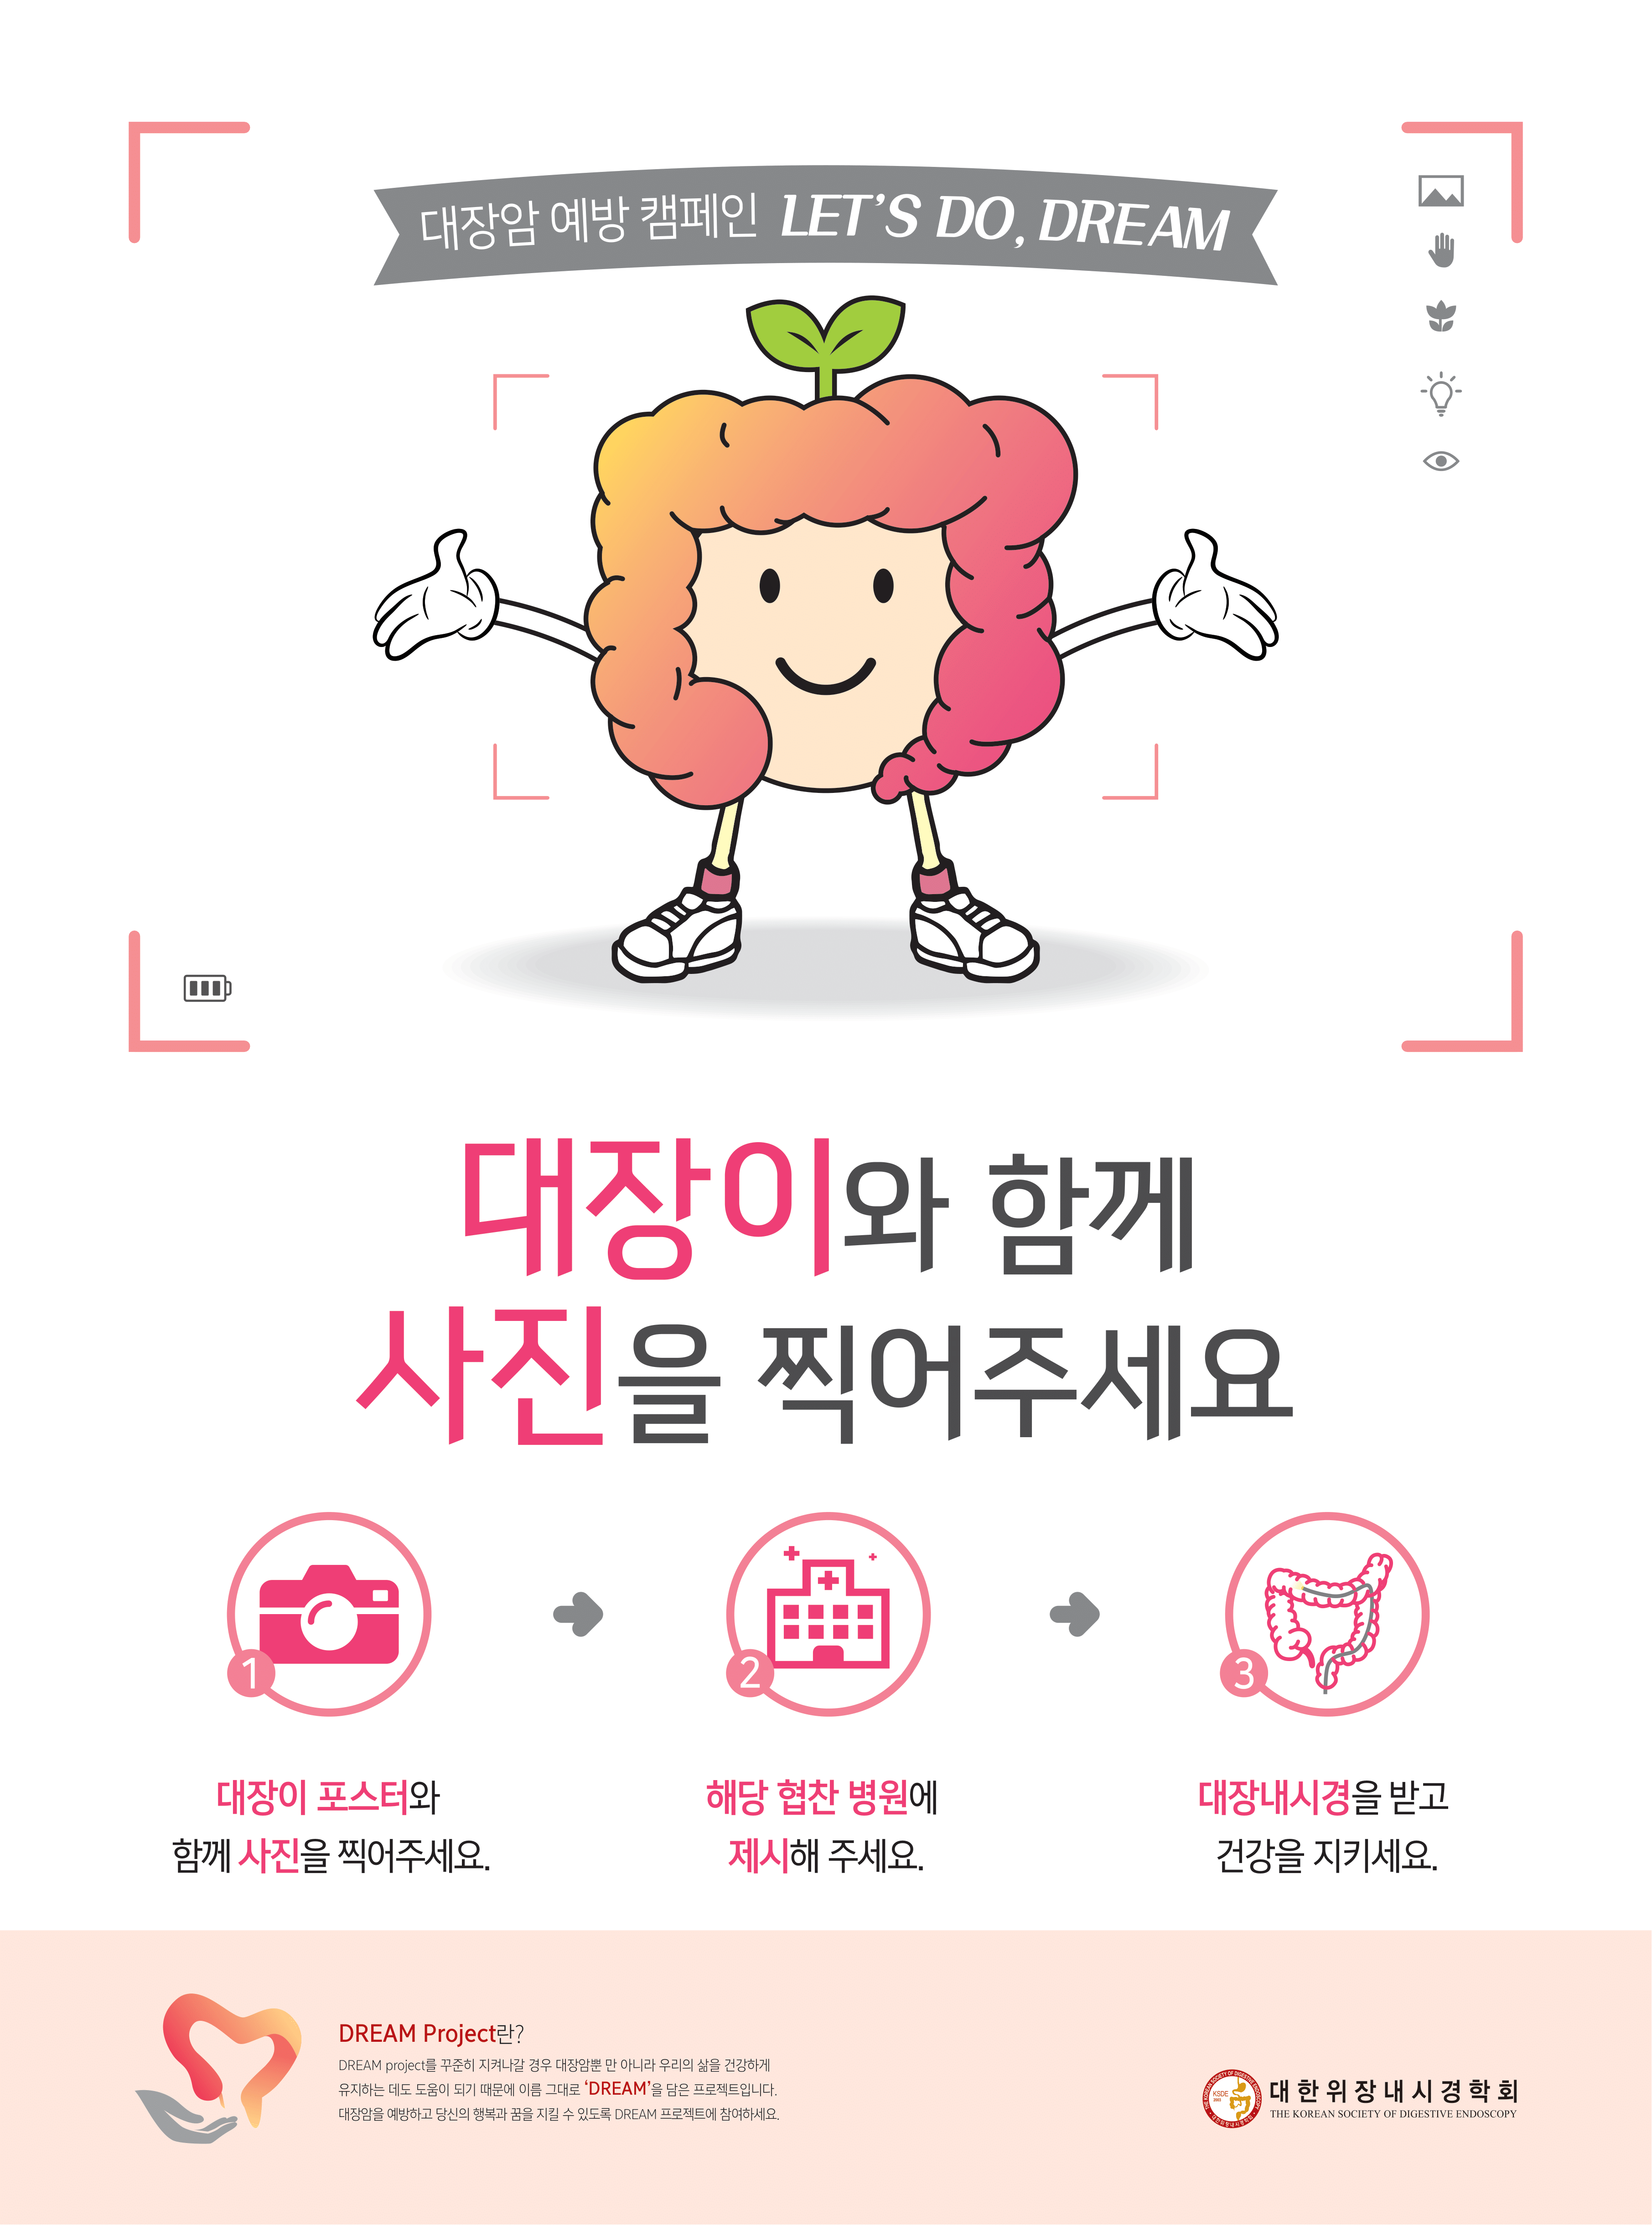 대장암 예방 캠페인 LET'S DO, DREAM
대장이와 함께
사진을 찍어주세요
1
대장이 포스터와
함께 사진을 찍어주세요.
2
해당 협찬 병원에
제시해 주세요.
3
대장내시경을 받고
건강을 지키세요.
DREAM Project란?
DREAM project를 꾸준히 지켜나갈 경우 대장암뿐 만 아니라 우리의 삶을 건강하게
유지하는 데도 도움이 되기 때문에 이름 그대로 ‘DREAM’을 담은 프로젝트입니다.
대장암을 예방하고 당신의 행복과 꿈을 지킬 수 있도록 DREAM 프로젝트에 참여하세요.
KSDE
대한위장내시경학회
THE KOREAN SOCIETY OF DIGESTIVE ENDOSCOPY